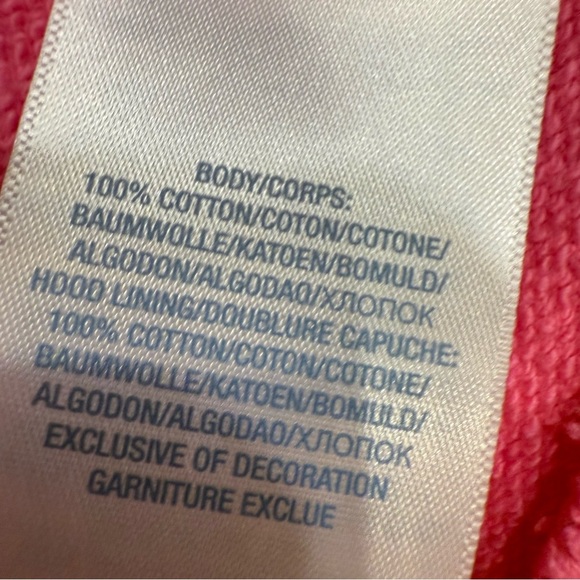 BODY/CORPS:
100% COTTON/COTON/COTONE/
BAUMWOLLE/KATOEN/BOMULD/
ALGODON/ALGODAO/ХЛОПОК
HOOD LINING/DOUBLURE CAPUCHE:
100% COTTON/COTON/COTONE/
BAUMWOLLE/KATOEN/BOMULD/
ALGODON/ALGODAO/ХЛОПОК
EXCLUSIVE OF DECORATION
GARNITURE EXCLUE